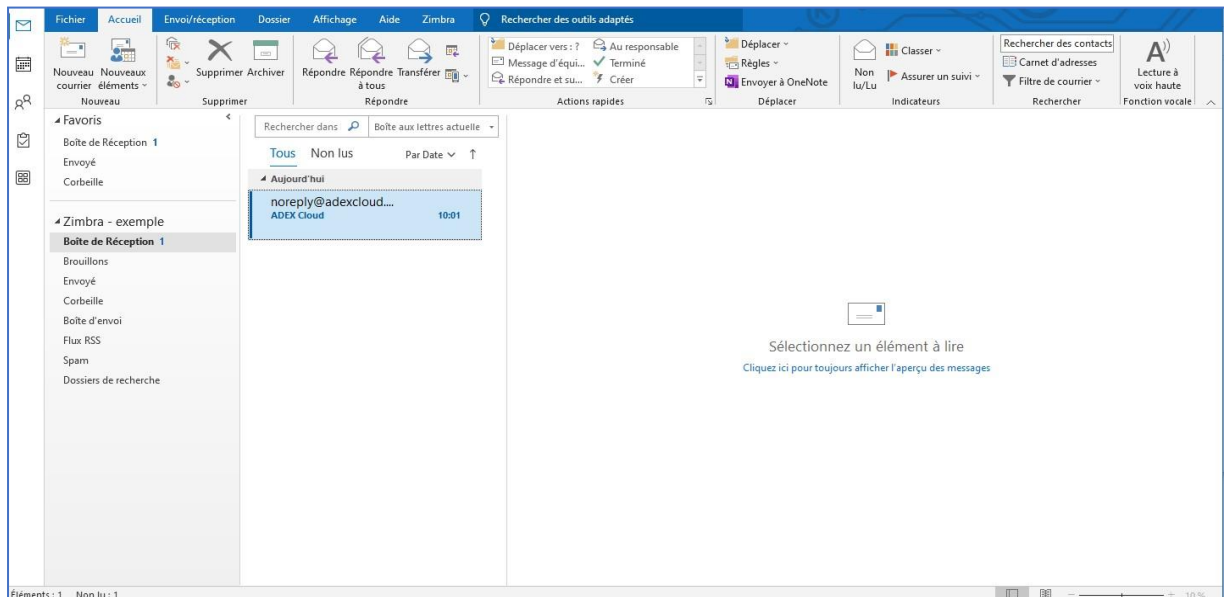 Fichier Accueil Envoi/réception Dossier Affichage Aide Zimbra Rechercher des outils adaptés
Nouveau courrier
Nouveaux éléments
Nouveau
Supprimer
Archiver
Supprimer
Répondre
Répondre à tous
Transférer
Répondre
Déplacer vers : ?
Au responsable
Message d'équi...
Terminé
Répondre et su...
Créer
Actions rapides
Déplacer
Règles
Envoyer à OneNote
Déplacer
Non lu/Lu
Classer
Assurer un suivi
Indicateurs
Rechercher des contacts
Carnet d'adresses
Filtre de courrier
Rechercher
A
Lecture à voix haute
Fonction vocale
Favoris
Boîte de Réception 1
Envoyé
Corbeille
Zimbra - exemple
Boîte de Réception 1
Brouillons
Envoyé
Corbeille
Boîte d'envoi
Flux RSS
Spam
Dossiers de recherche
Rechercher dans
Boîte aux lettres actuelle
Tous Non lus Par Date
Aujourd'hui
noreply@adexcloud....
ADEX Cloud 10:01
Sélectionnez un élément à lire
Cliquez ici pour toujours afficher l'aperçu des messages
Éléments : 1 Non lu : 1
10 %